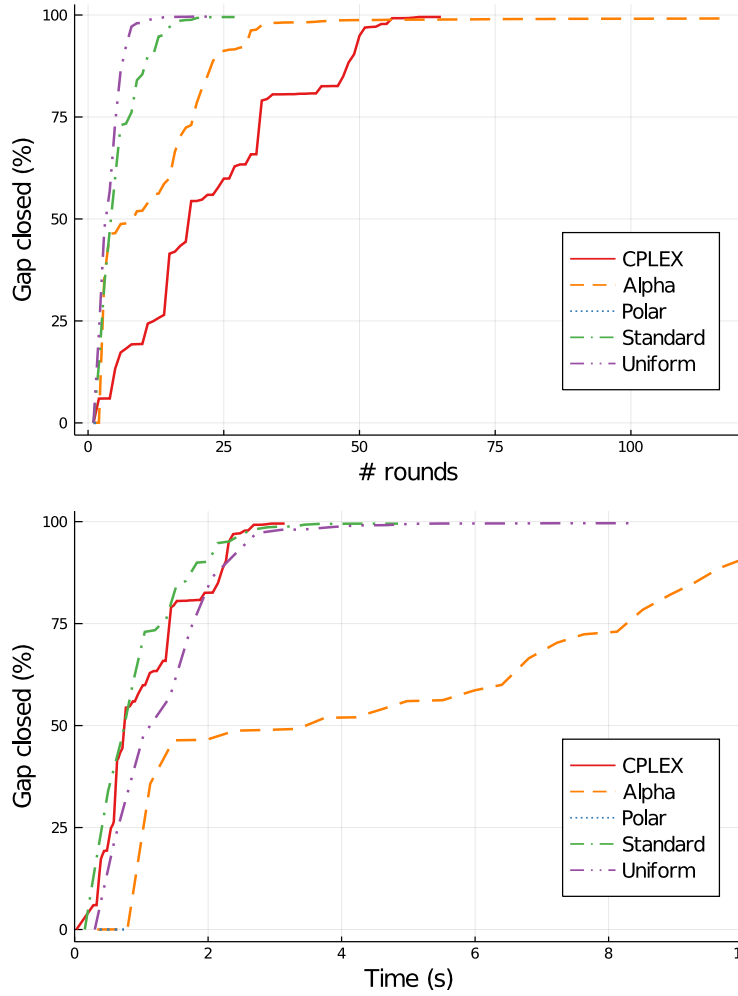 Gap closed (%)
100
75
50
25
0
CPLEX
Alpha
Polar
Standard
Uniform
0
25
50
75
100
# rounds
Gap closed (%)
100
75
50
25
0
CPLEX
Alpha
Polar
Standard
Uniform
0
2
4
6
8
1
Time (s)